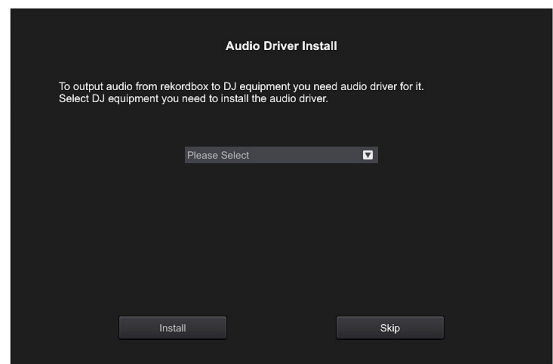 Audio Driver Install
To output audio from rekordbox to DJ equipment you need audio driver for it.
Select DJ equipment you need to install the audio driver.
Please Select
Install
Skip